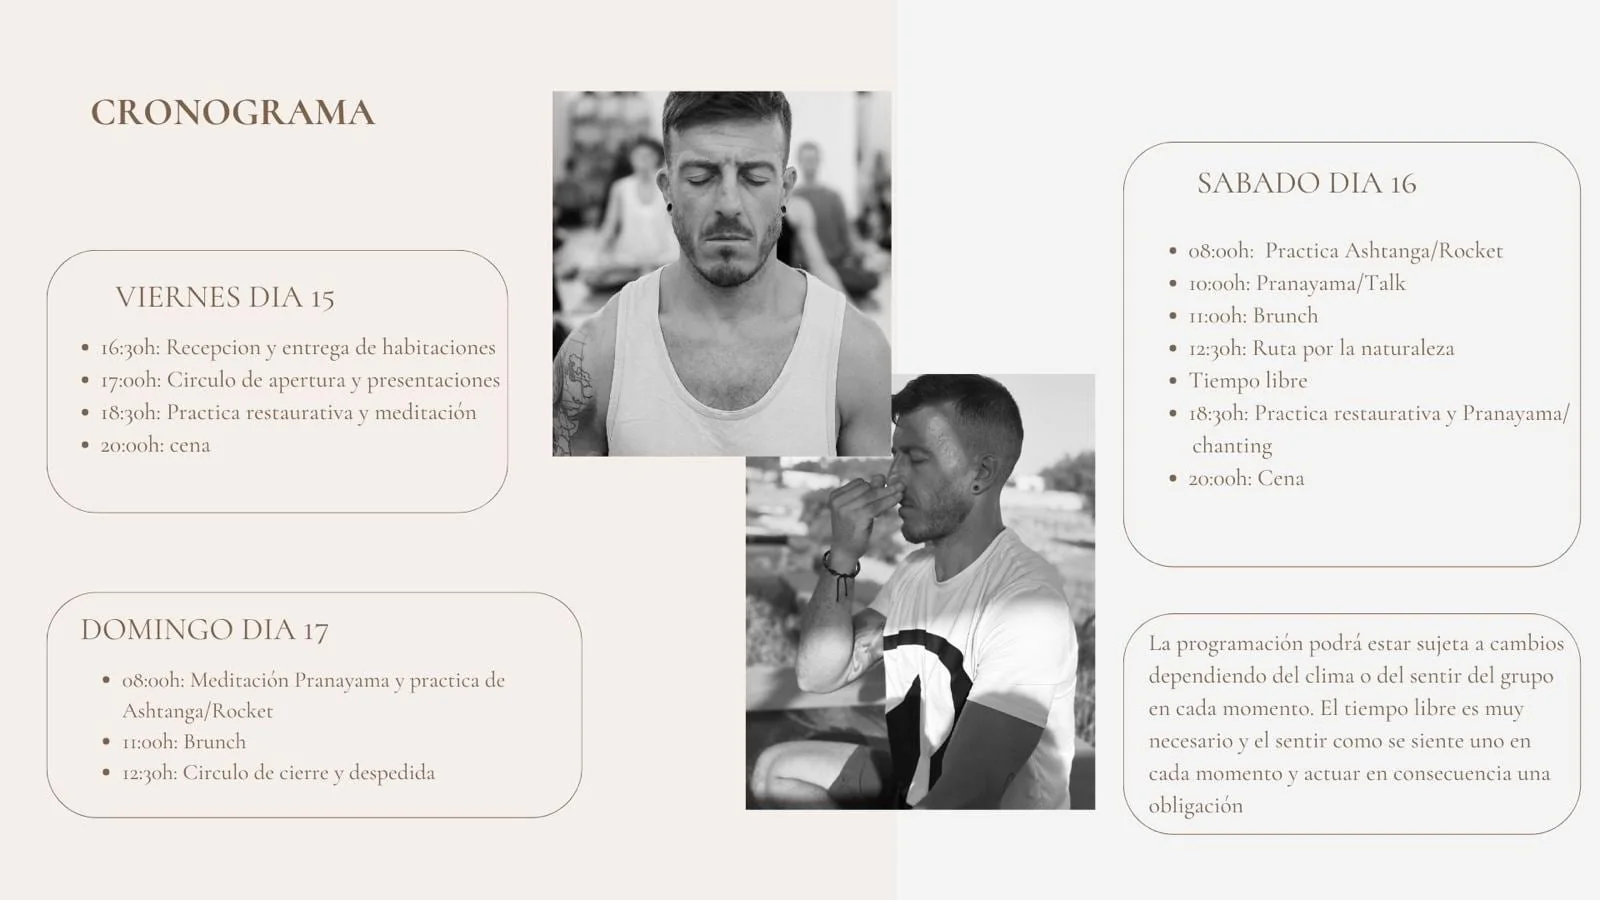 CRONOGRAMA
VIERNES DIA 15
• 16:30h: Recepcion y entrega de habitaciones
• 17:00h: Circulo de apertura y presentaciones
• 18:30h: Practica restaurativa y meditación
• 20:00h: cena
DOMINGO DIA 17
• 08:00h: Meditación Pranayama y practica de
Ashtanga/Rocket
• 11:00h: Brunch
• 12:30h: Circulo de cierre y despedida
SABADO DIA 16
• 08:00h: Practica Ashtanga/Rocket
• 10:00h: Pranayama/Talk
• 11:00h: Brunch
• 12:30h: Ruta por la naturaleza
• Tiempo libre
• 18:30h: Practica restaurativa y Pranayama/
chanting
• 20:00h: Cena
La programación podrá estar sujeta a cambios
dependiendo del clima o del sentir del grupo
en cada momento. El tiempo libre es muy
necesario y el sentir como se siente uno en
cada momento y actuar en consecuencia una
obligación